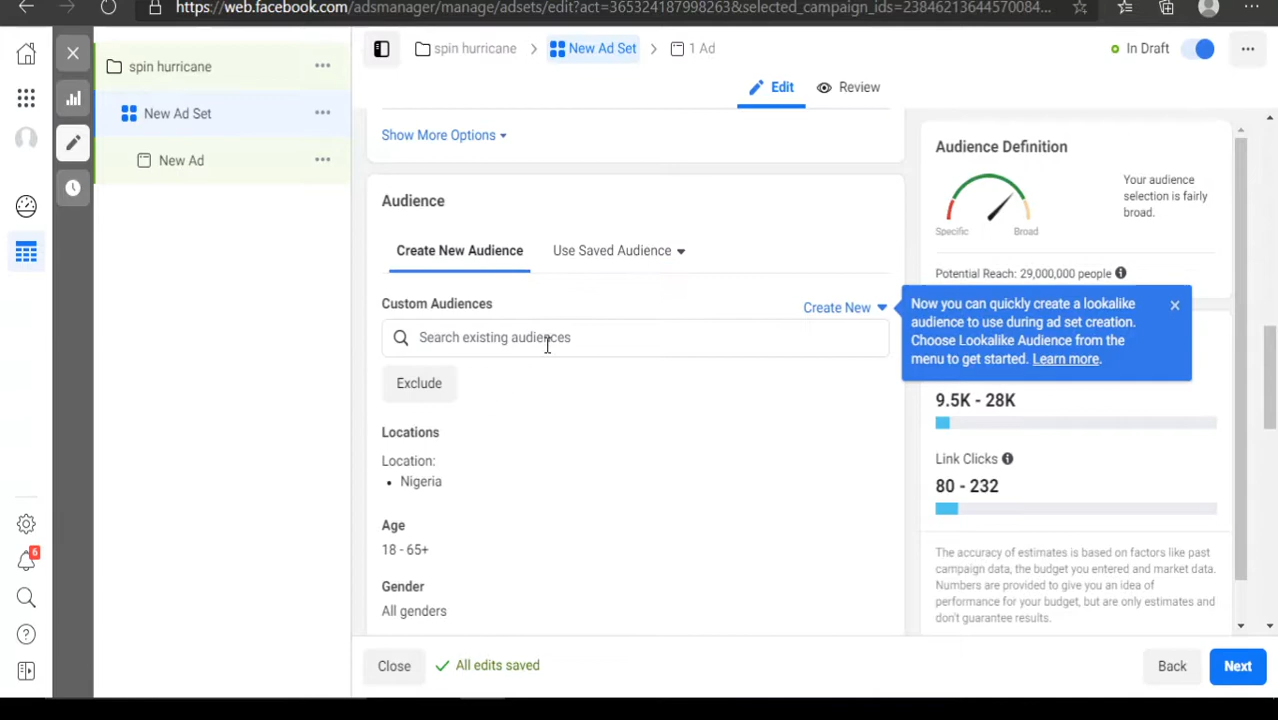 https://web.facebook.com/adsmanager/manage/adsets/edit?act=365324187998263&selected_campaign_ids=23846213644570084...
spin hurricane
New Ad Set
New Ad
spin hurricane
New Ad Set
1 Ad
In Draft
Edit
Review
Show More Options
Audience
Create New Audience
Use Saved Audience
Custom Audiences
Create New
Search existing audiences
Exclude
Locations
Location:
• Nigeria
Age
18 - 65+
Gender
All genders
Audience Definition
Your audience
selection is fairly
broad.
Specific
Broad
Potential Reach: 29,000,000 people
Now you can quickly create a lookalike
audience to use during ad set creation.
Choose Lookalike Audience from the
menu to get started. Learn more.
9.5K - 28K
Link Clicks
80 - 232
The accuracy of estimates is based on factors like past
campaign data, the budget you entered and market data.
Numbers are provided to give you an idea of
performance for your budget, but are only estimates and
don't guarantee results.
6
Close
All edits saved
Back
Next